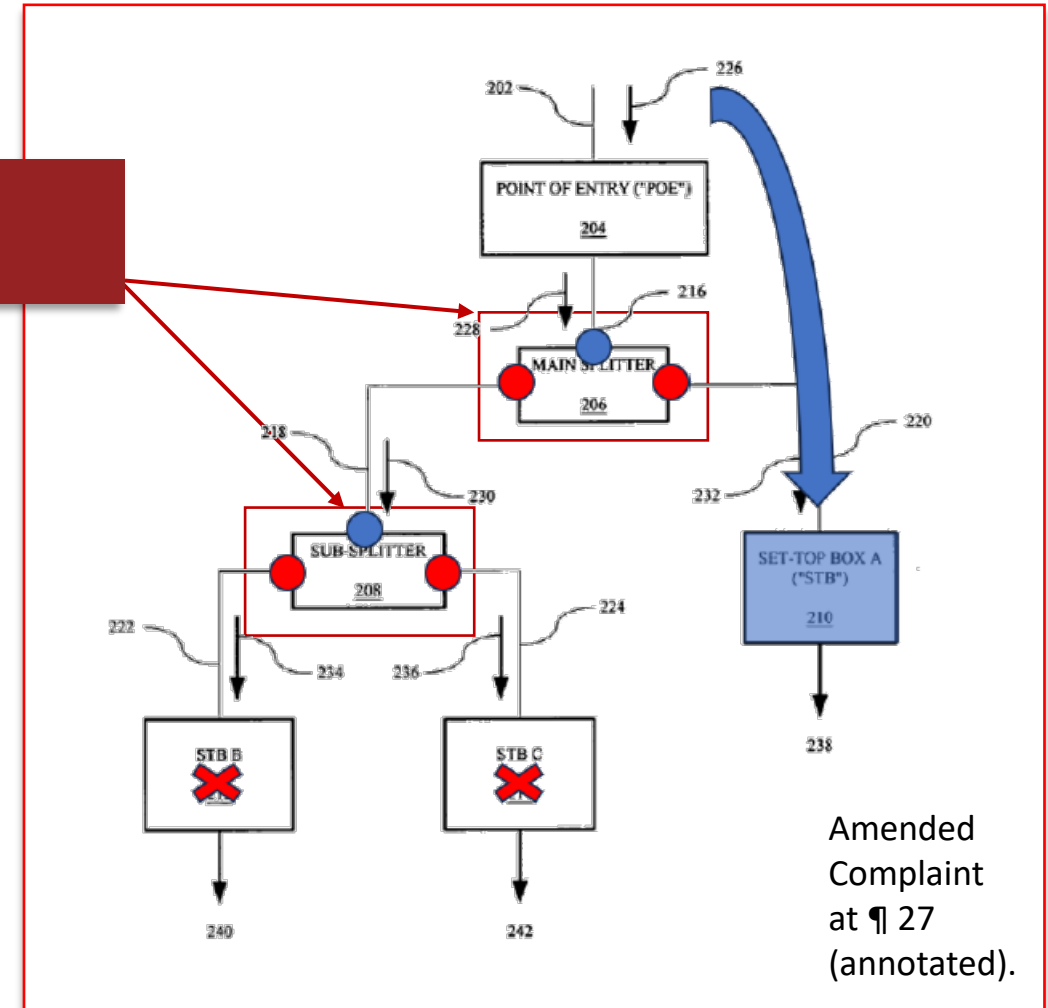 226
202
POINT OF ENTRY ("POE")
204
216
228
MAIN SPLITTER
206
220
218
230
232
SUB-SPLITTER
208
SET-TOP BOX A
("STB")
210
224
222
234
236
STB B
STB C
238
240
242
Amended
Complaint
at ¶ 27
(annotated).